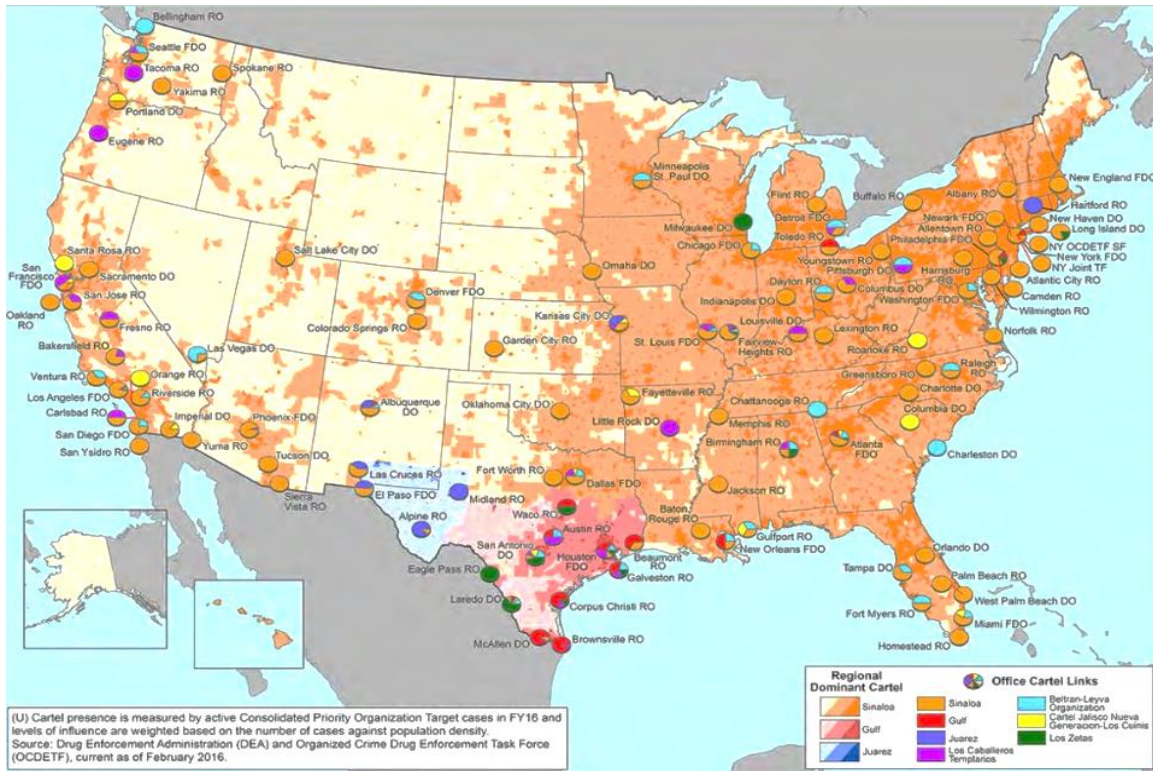 Bellingham RO
Seattle FDO
Tacoma RO
Spokane RO
Yakima RO
Portland DO
Eugene RO
Minneapolis
St. Paul DO
Flint RO
Buffalo RO
Albany RO
New England FDO
Milwaukee DO
Detroit FDO
Newark FDO
Hartford RO
Allentown RO
New Haven DO
Chicago FDO
Toledo RO
Philadelphia FDO
Long Island DO
Santa Rosa RO
Salt Lake City DO
Youngstown RO
NY OCDETF SF
San
Francisco
FDO
Sacramento DO
Omaha DO
Pittsburgh DO
Harrisburg
RO
New York FDO
NY Joint TF
Denver FDO
Dayton RO
Columbus DO
Atlantic City RO
San Jose RO
Indianapolis DO
Washington FDO
Camden RO
Oakland
RO
Colorado Springs RO
Kansas City DO
Louisville DO
Wilmington RO
Fresno RO
Garden City RO
St. Louis FDO
Fairview
Heights RO
Lexington RO
Norfolk RO
Bakersfield RO
Las Vegas DO
Roanoke RO
Raleigh
RO
Ventura RO
Orange RO
Fayetteville RO
Greensboro RO
Los Angeles FDO
Riverside RO
Albuquerque DO
Oklahoma City DO
Chattanooga RO
Charlotte DO
Carlsbad RO
Imperial DO
Phoenix FDO
Little Rock DO
Memphis RO
Columbia DO
San Diego FDO
Birmingham RO
Atlanta
FDO
San Ysidro RO
Yuma RO
Tucson DO
Las Cruces RO
Fort Worth RO
Dallas FDO
Charleston DO
Sierra
Vista RO
El Paso FDO
Midland RO
Jackson RO
Waco RO
Baton
Rouge RO
Alpine RO
Austin RO
San Antonio
DO
Houston
FDO
Beaumont
RO
Gulfport RO
New Orleans FDO
Orlando DO
Eagle Pass RO
Galveston RO
Tampa DO
Palm Beach RO
Laredo DO
Corpus Christi RO
West Palm Beach DO
Fort Myers RO
Miami FDO
McAllen DO
Brownsville RO
Homestead RO
Regional
Dominant Cartel
Sinaloa
Gulf
Juarez
Office Cartel Links
Sinaloa
Gulf
Juarez
Los Caballeros
Templarios
Beltran-Leyva
Organization
Cartel Jalisco Nueva
Generacion-Los Cuinis
Los Zetas
(U) Cartel presence is measured by active Consolidated Priority Organization Target cases in FY16 and
levels of influence are weighted based on the number of cases against population density.
Source: Drug Enforcement Administration (DEA) and Organized Crime Drug Enforcement Task Force
(OCDETF), current as of February 2016.